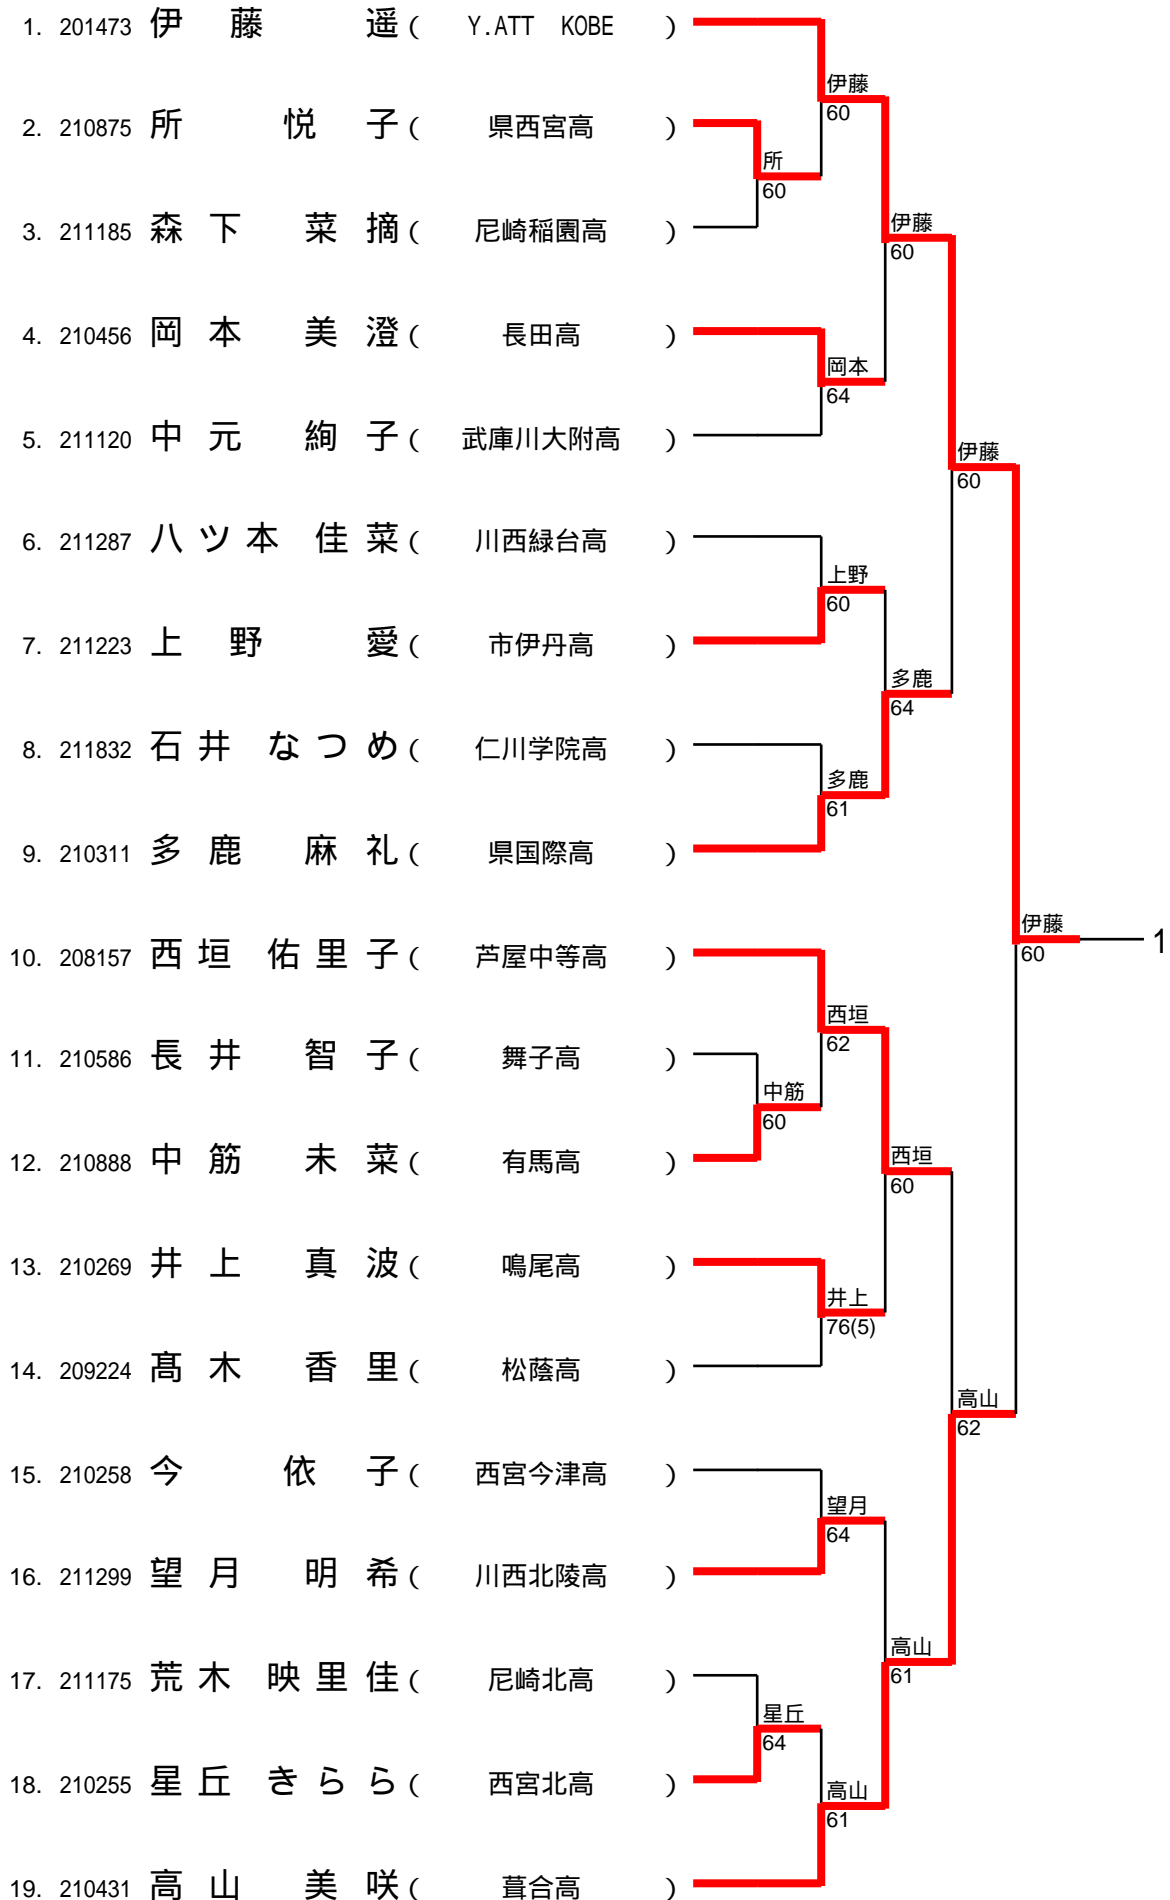 1. 201473 伊藤 遥 ( Y.ATT KOBE )
伊藤
60
2. 210875 所 悦子 ( 県西宮高 )
所
60
3. 211185 森下 菜摘 ( 尼崎稲園高 )
伊藤
60
4. 210456 岡本 美澄 ( 長田高 )
岡本
64
5. 211120 中元 絢子 ( 武庫川大附高 )
伊藤
60
6. 211287 八ツ本 佳菜 ( 川西緑台高 )
上野
60
7. 211223 上野 愛 ( 市伊丹高 )
多鹿
64
8. 211832 石井 なつめ ( 仁川学院高 )
多鹿
61
9. 210311 多鹿 麻礼 ( 県国際高 )
伊藤
60
1
10. 208157 西垣 佑里子 ( 芦屋中等高 )
西垣
62
11. 210586 長井 智子 ( 舞子高 )
中筋
60
12. 210888 中筋 未菜 ( 有馬高 )
西垣
60
13. 210269 井上 真波 ( 鳴尾高 )
井上
76(5)
14. 209224 髙木 香里 ( 松蔭高 )
高山
62
15. 210258 今 依子 ( 西宮今津高 )
望月
64
16. 211299 望月 明希 ( 川西北陵高 )
高山
61
17. 211175 荒木 映里佳 ( 尼崎北高 )
星丘
64
18. 210255 星丘 きらら ( 西宮北高 )
高山
61
19. 210431 高山 美咲 ( 葺合高 )